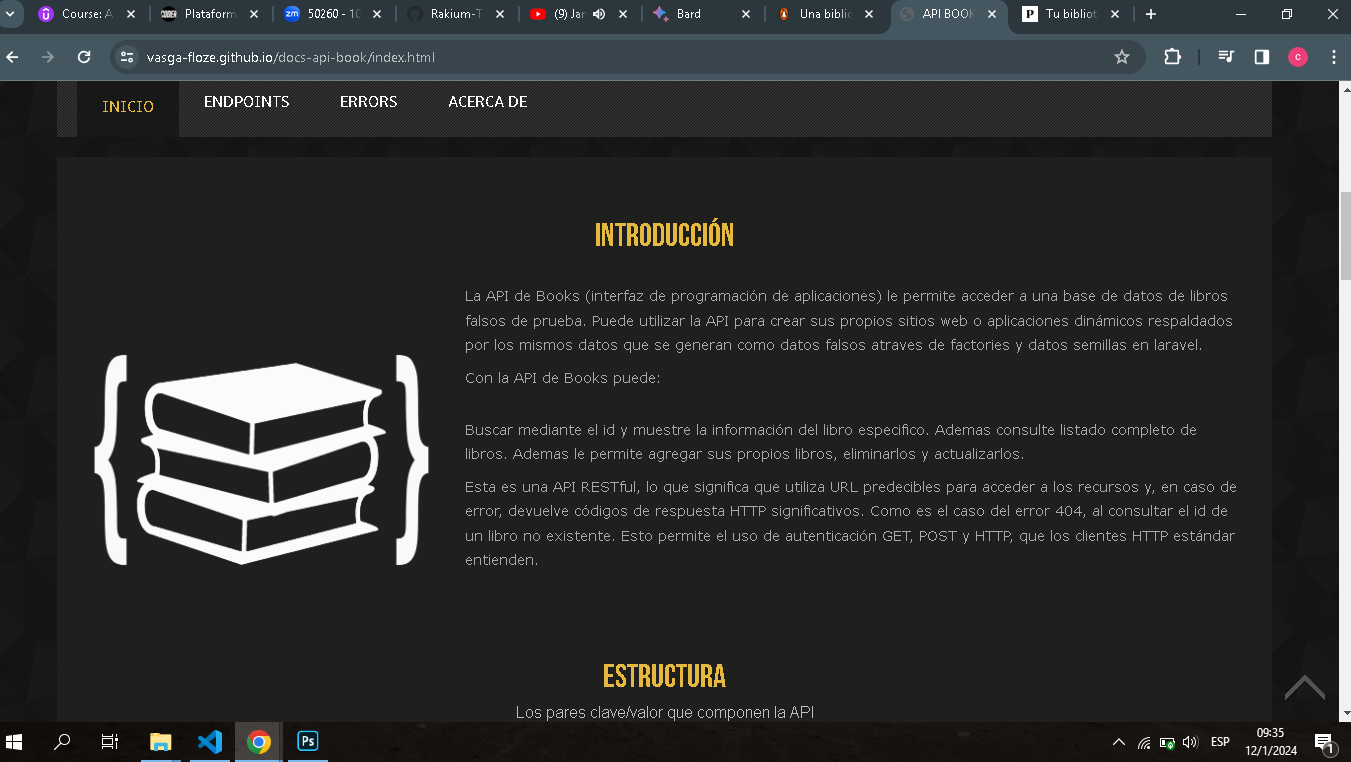 Course: A
CODER
Plataform
zm
50260 - 10
Rakium-T
(9) Jar
Bard
Una biblic
API BOOK
P
Tu bibliot
vasga-floze.github.io/docs-api-book/index.html
c
INICIO
ENDPOINTS
ERRORS
ACERCA DE
INTRODUCCIÓN
La API de Books (interfaz de programación de aplicaciones) le permite acceder a una base de datos de libros
falsos de prueba. Puede utilizar la API para crear sus propios sitios web o aplicaciones dinámicos respaldados
por los mismos datos que se generan como datos falsos atraves de factories y datos semillas en laravel.
Con la API de Books puede:
Buscar mediante el id y muestre la información del libro especifico. Ademas consulte listado completo de
libros. Ademas le permite agregar sus propios libros, eliminarlos y actualizarlos.
Esta es una API RESTful, lo que significa que utiliza URL predecibles para acceder a los recursos y, en caso de
error, devuelve códigos de respuesta HTTP significativos. Como es el caso del error 404, al consultar el id de
un libro no existente. Esto permite el uso de autenticación GET, POST y HTTP, que los clientes HTTP estándar
entienden.
ESTRUCTURA
Los pares clave/valor que componen la API
Ps
ESP
09:35
12/1/2024
1